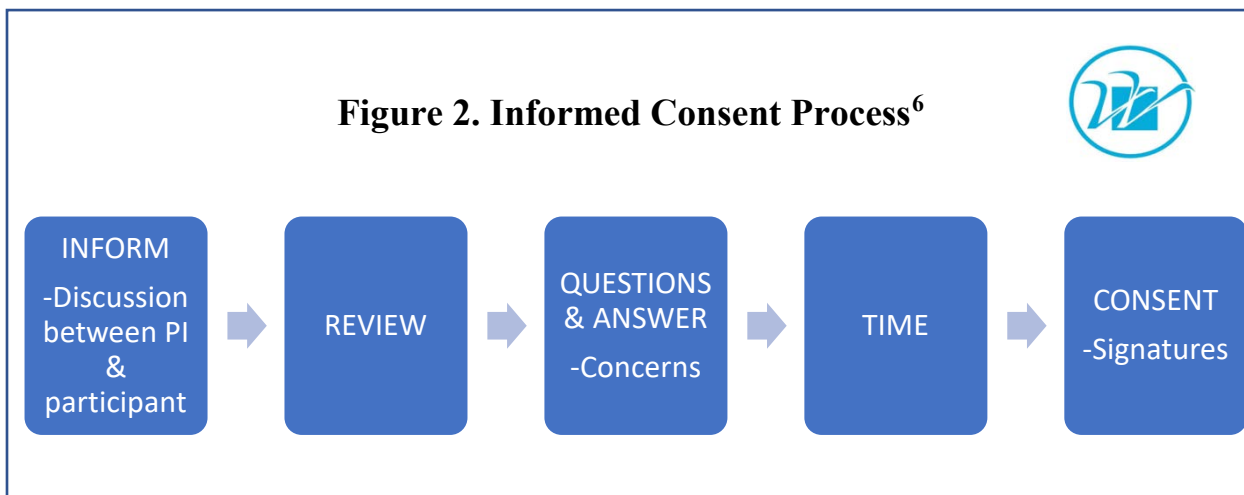 Figure 2. Informed Consent Process⁶
INFORM
-Discussion
between PI
&
participant
REVIEW
QUESTIONS
& ANSWER
-Concerns
TIME
CONSENT
-Signatures